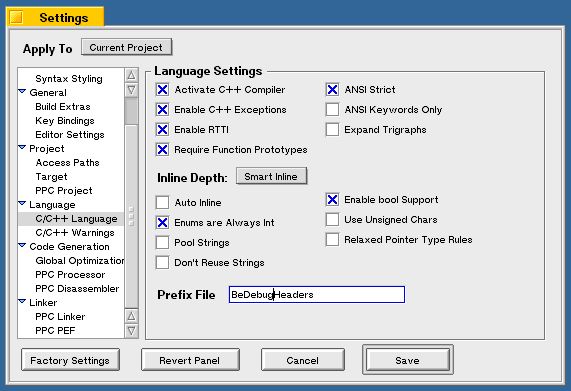 Settings
Apply To Current Project
Syntax Styling
General
Build Extras
Key Bindings
Editor Settings
Project
Access Paths
Target
PPC Project
Language
C/C++ Language
C/C++ Warnings
Code Generation
Global Optimization
PPC Processor
PPC Disassembler
Linker
PPC Linker
PPC PEF
Language Settings
Activate C++ Compiler
ANSI Strict
Enable C++ Exceptions
ANSI Keywords Only
Enable RTTI
Expand Trigraphs
Require Function Prototypes
Inline Depth: Smart Inline
Auto Inline
Enable bool Support
Enums are Always Int
Use Unsigned Chars
Pool Strings
Relaxed Pointer Type Rules
Don't Reuse Strings
Prefix File BeDebugHeaders
Factory Settings Revert Panel Cancel Save